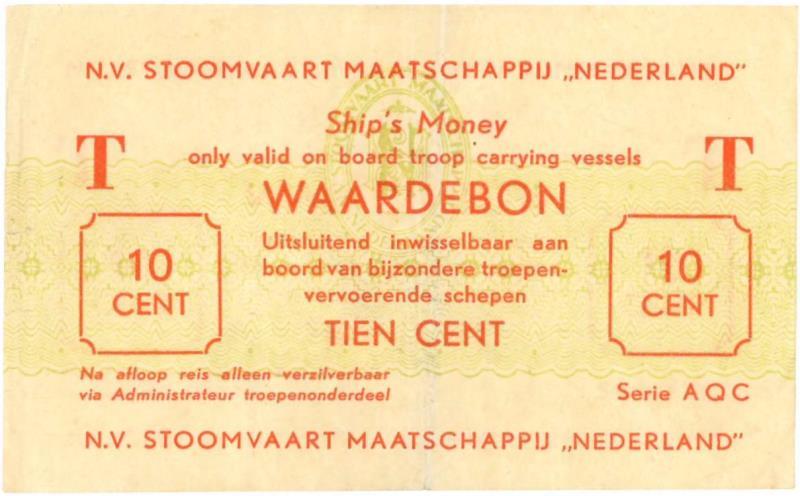 N.V. STOOMVAART MAATSCHAPPIJ „NEDERLAND"
Ship's Money
only valid on board troop carrying vessels
T
T
WAARDEBON
Uitsluitend inwisselbaar aan
boord van bijzondere troepen-
vervoerende schepen
TIEN CENT
10
CENT
10
CENT
Na afloop reis alleen verzilverbaar
via Administrateur troepenonderdeel
Serie AQC
N.V. STOOMVAART MAATSCHAPPIJ „NEDERLAND"